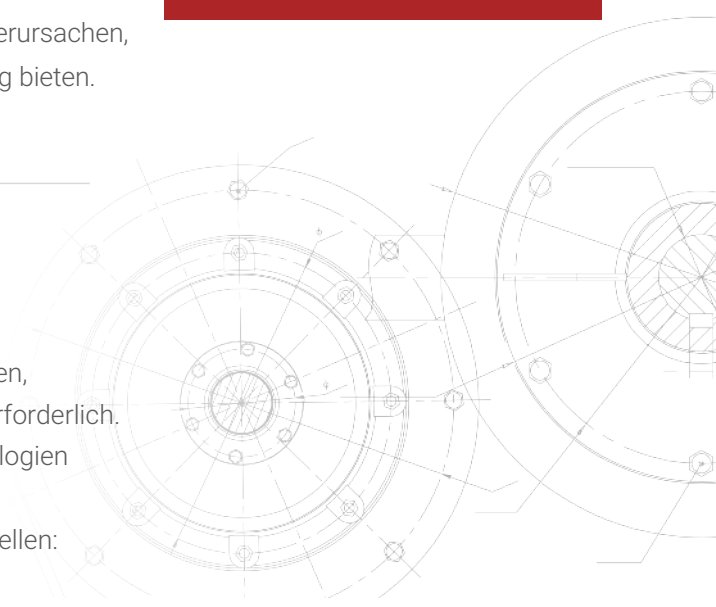 erursachen,
g bieten.
en,
rforderlich.
logien
ellen: